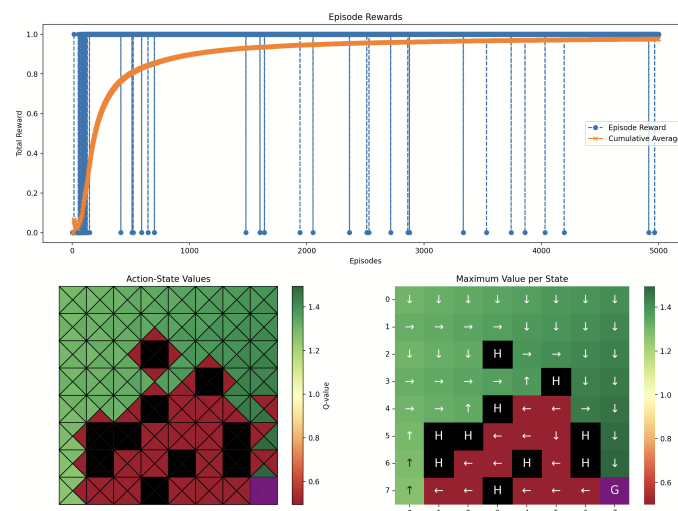 Episode Rewards
1.0
0.8
0.6
0.4
0.2
0.0
Total Reward
Episode Reward
Cumulative Average
0 1000 2000 3000 4000 5000
Episodes
Action-State Values
1.4
1.2
1.0
0.8
0.6
Q-value
Maximum Value per State
0 ↓ ↓ ↓ ↓ ↓ ↓ ↓ ↓
1 → → → ↓ ↓ ↓ ↓ ↓
2 ↓ ↓ ↓ H → → ↓ ↓
3 → → → → ↑ H ↓ ↓
4 → → ↑ H ← ← → ↓
5 ↑ H H ← ← ↓ H ↓
6 ↑ H ← ← H ← H ↓
7 ↑ ← ← H ← ← ← G
1.4
1.2
1.0
0.8
0.6